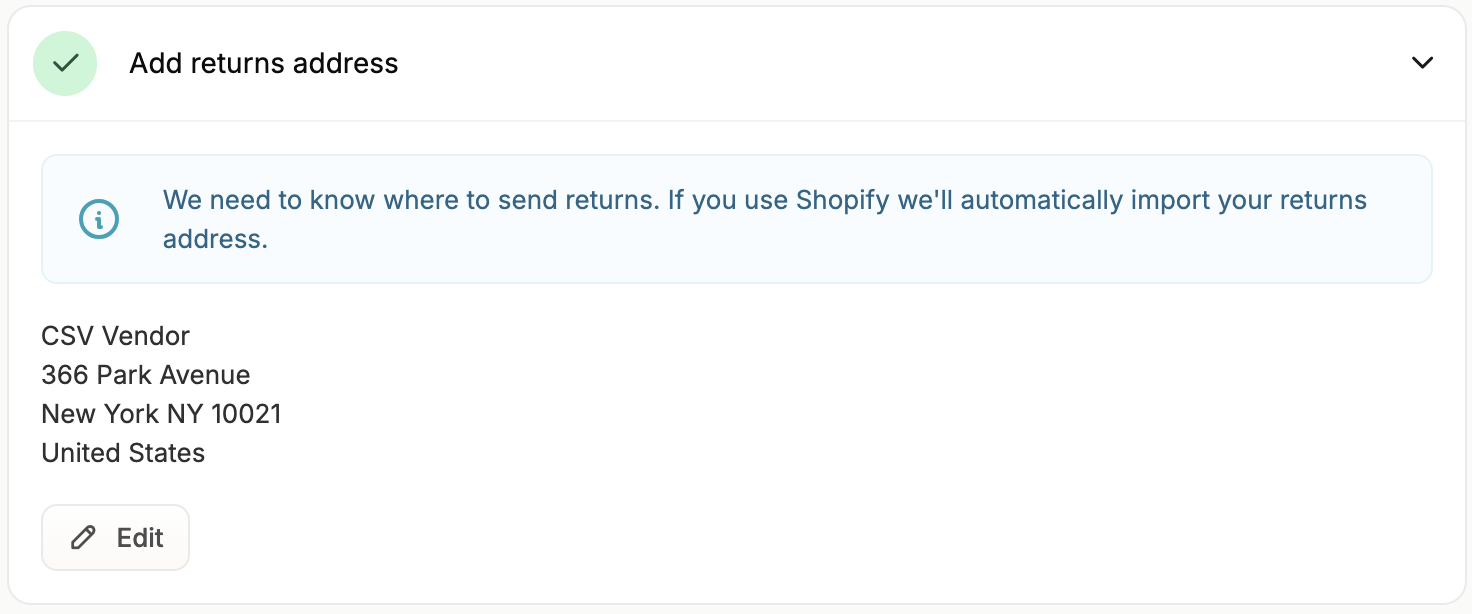 Add returns address
We need to know where to send returns. If you use Shopify we'll automatically import your returns
address.
CSV Vendor
366 Park Avenue
New York NY 10021
United States
Edit